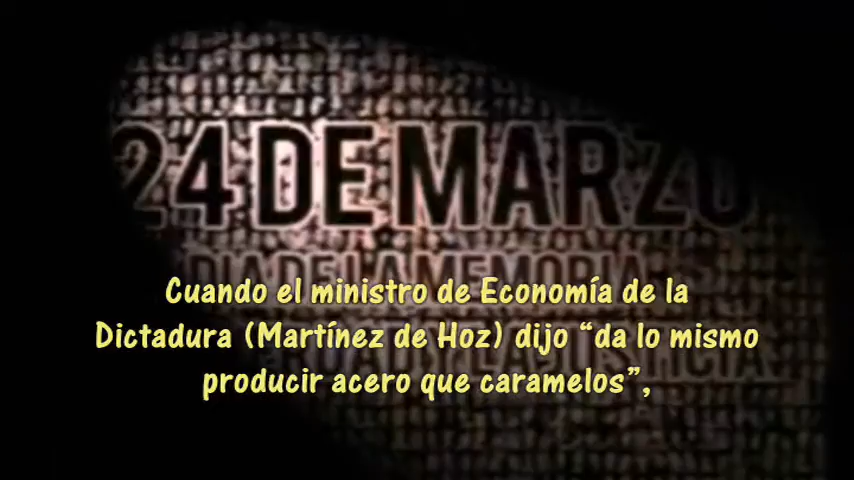 24 DE MARZO
DIA DE LA MEMORIA
Cuando el ministro de Economía de la
Dictadura (Martínez de Hoz) dijo “da lo mismo
producir acero que caramelos”,